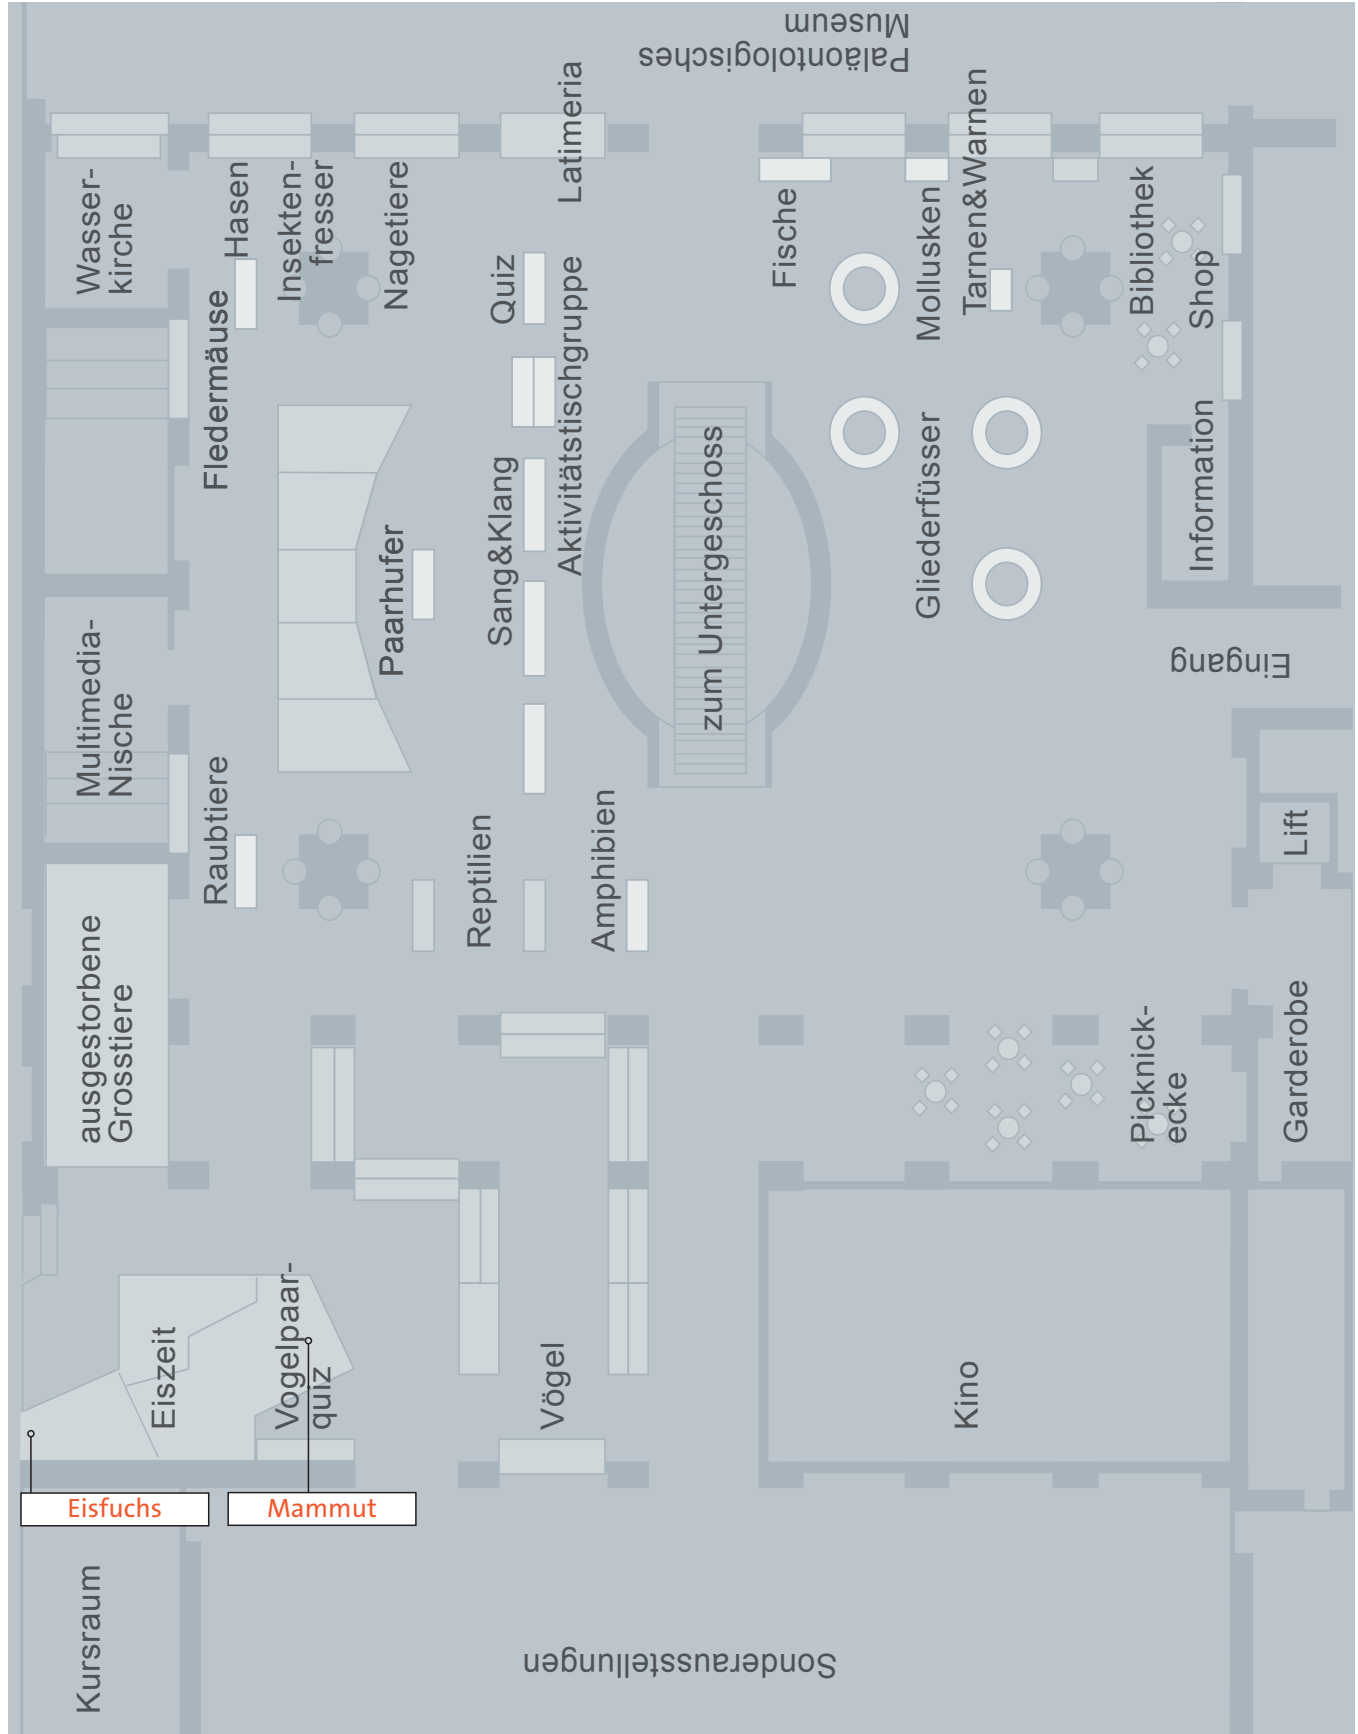 Paläontologisches
Museum
Wasser-
kirche
Hasen
Insekten-
fresser
Nagetiere
Latimeria
Fledermäuse
Quiz
Aktivitätstischgruppe
Fische
Mollusken
Tarnen&Warnen
Bibliothek
Shop
Information
Gliederfüsser
zum Untergeschoss
Sang&Klang
Paarhufer
Multimedia-
Nische
Raubtiere
Reptilien
Amphibien
Eingang
Lift
ausgestorbene
Grosstiere
Picknick-
ecke
Garderobe
Eiszeit
Vogelpaar-
quiz
Vögel
Kino
Eisfuchs
Mammut
Kursraum
Sonderausstellungen